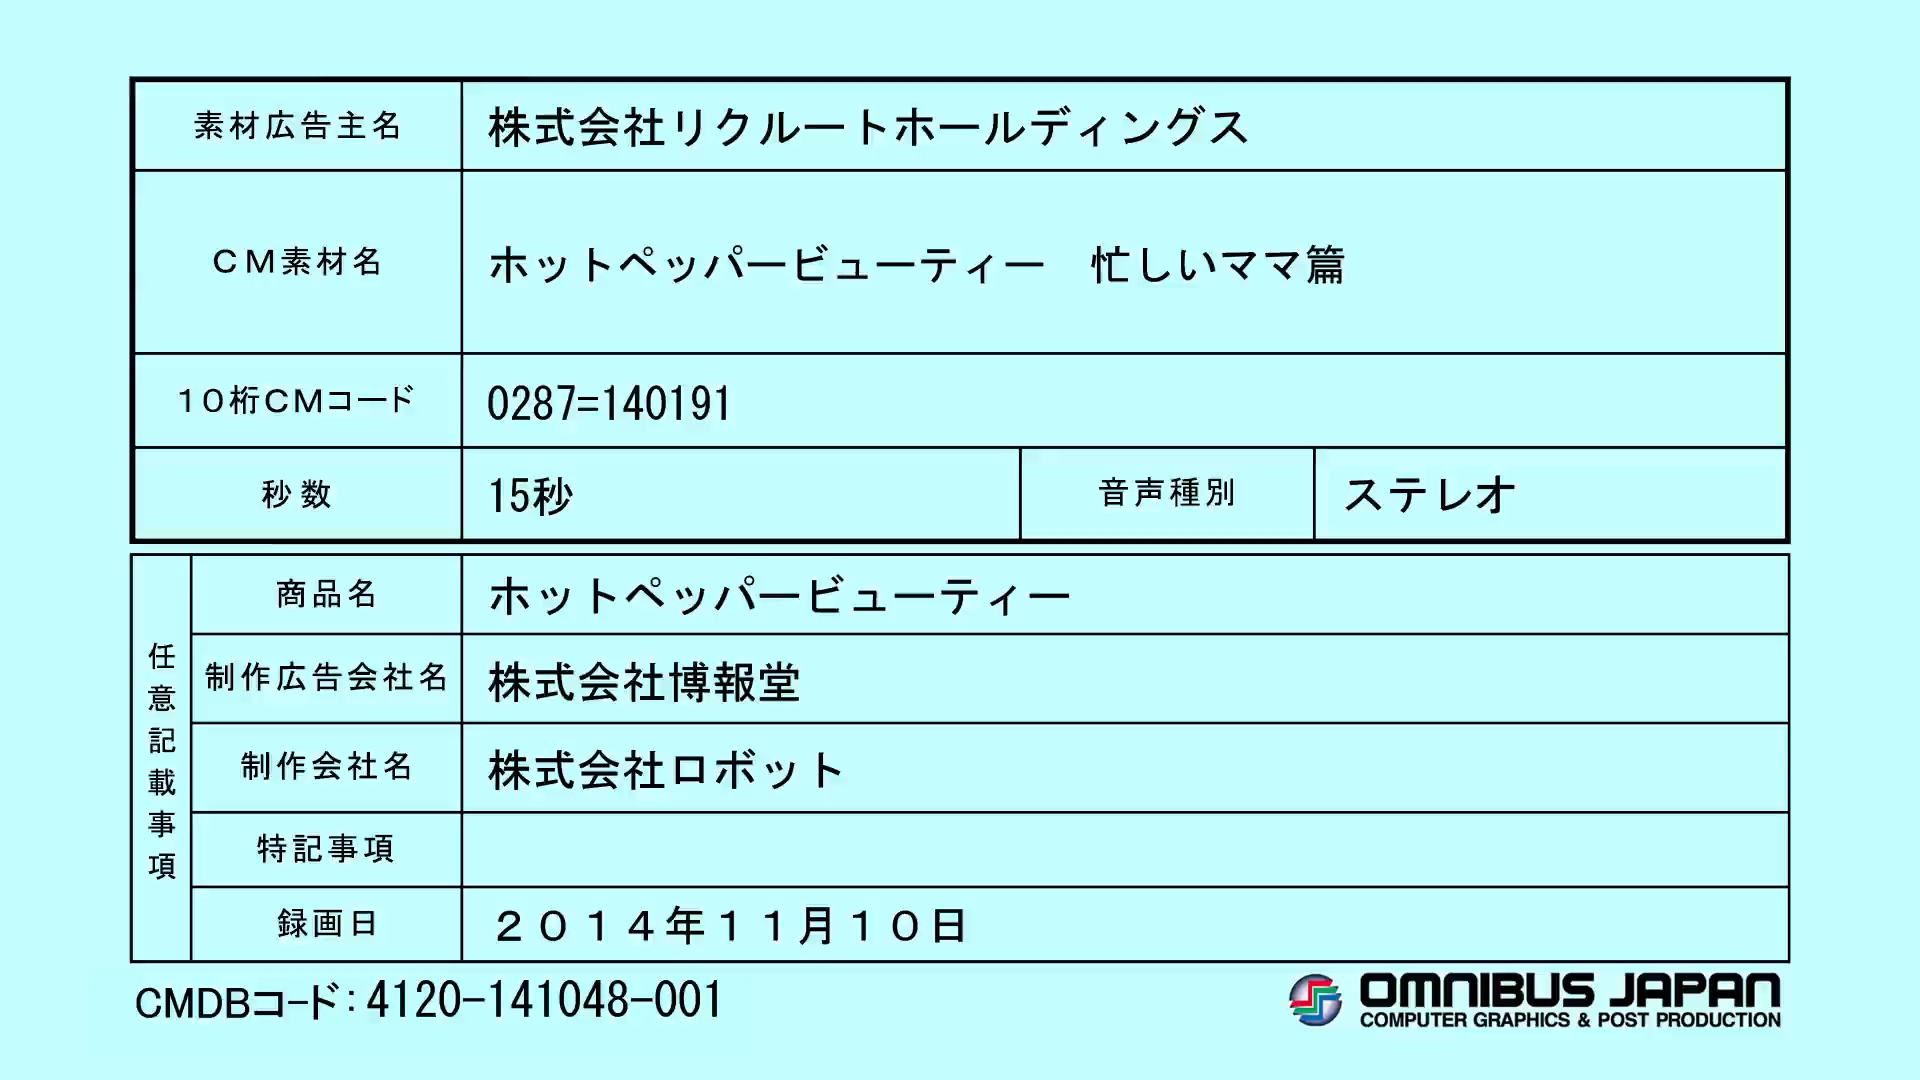 素材広告主名 株式会社リクルートホールディングス
ＣＭ素材名 ホットペッパービューティー　忙しいママ篇
１０桁ＣＭコード 0287=140191
秒数 15秒 音声種別 ステレオ
任意記載事項
商品名 ホットペッパービューティー
制作広告会社名 株式会社博報堂
制作会社名 株式会社ロボット
特記事項
録画日 ２０１４年１１月１０日
CMDBコード：4120-141048-001
OMNIBUS JAPAN
COMPUTER GRAPHICS & POST PRODUCTION